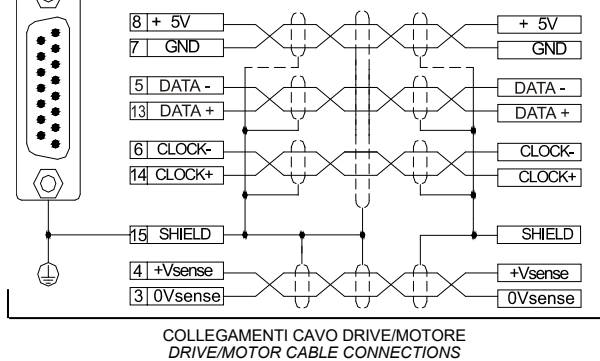 8 + 5V + 5V
7 GND GND
5 DATA - DATA -
13 DATA + DATA +
6 CLOCK- CLOCK-
14 CLOCK+ CLOCK+
15 SHIELD SHIELD
4 +Vsense +Vsense
3 0Vsense 0Vsense
COLLEGAMENTI CAVO DRIVE/MOTORE
DRIVE/MOTOR CABLE CONNECTIONS